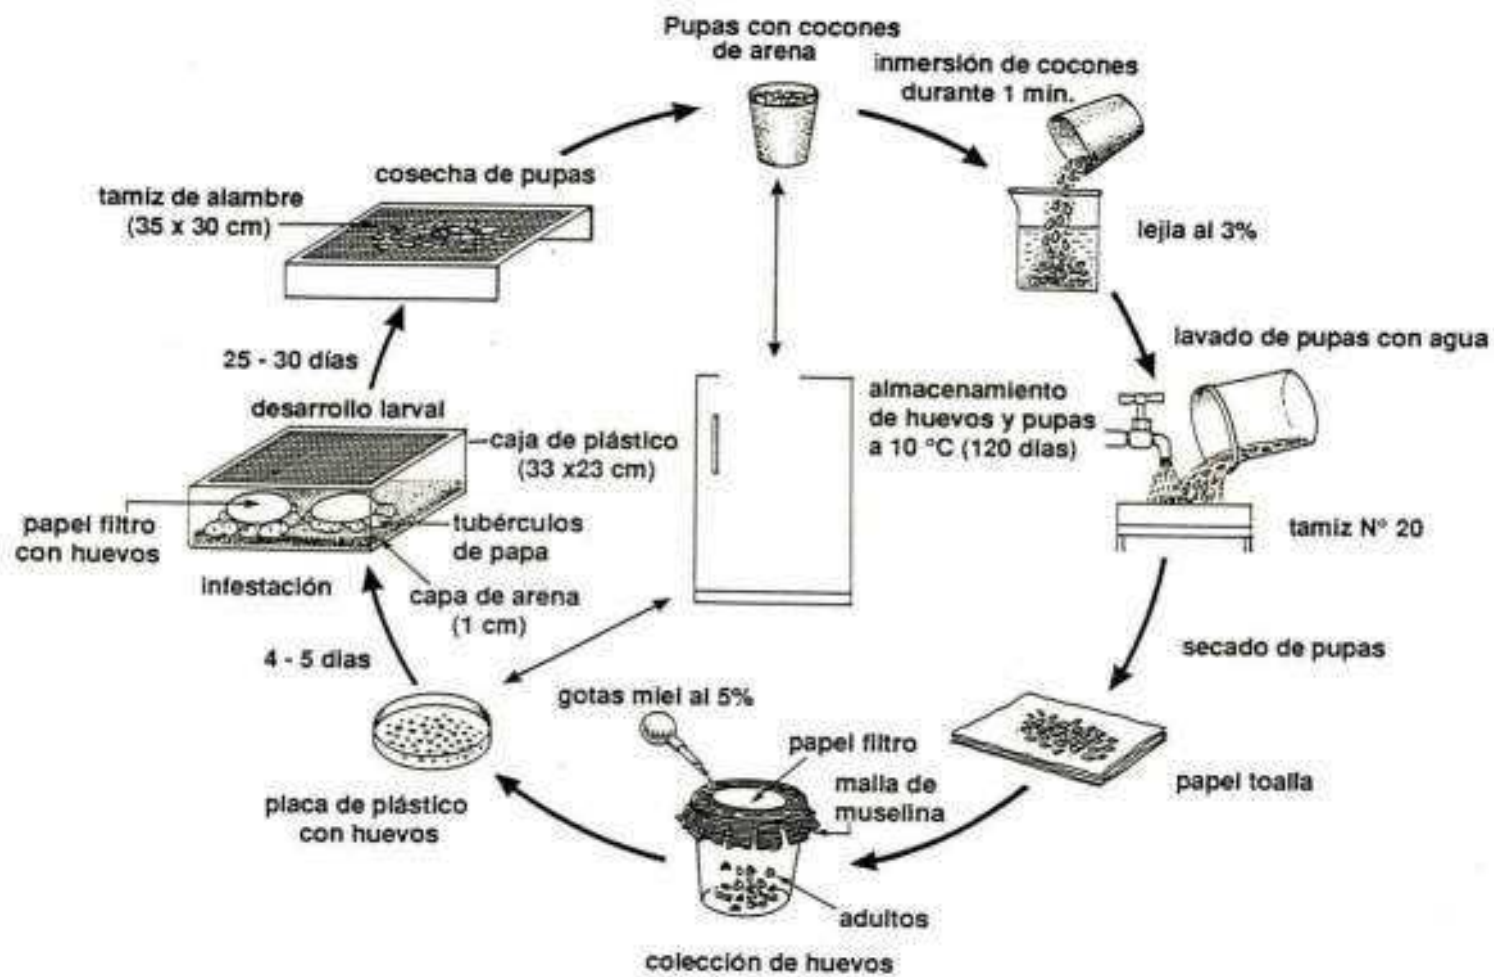 Pupas con cocones
de arena
inmersión de cocones
durante 1 min.
lejía al 3%
lavado de pupas con agua
tamiz N° 20
secado de pupas
papel toalla
gotas miel al 5%
papel filtro
malla de
muselina
adultos
colección de huevos
placa de plástico
con huevos
4 - 5 dias
infestación
papel filtro
con huevos
capa de arena
(1 cm)
tubérculos
de papa
caja de plástico
(33 x23 cm)
desarrollo larval
25 - 30 días
tamiz de alambre
(35 x 30 cm)
cosecha de pupas
almacenamiento
de huevos y pupas
a 10 °C (120 días)